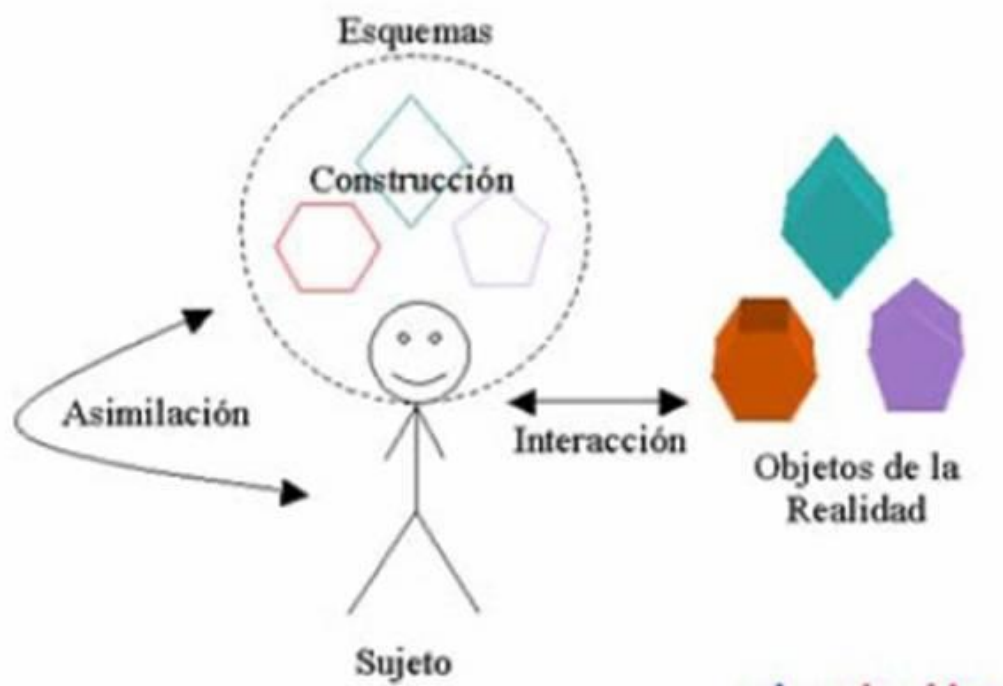 Esquemas
Construcción
Asimilación
Interacción
Objetos de la
Realidad
Sujeto